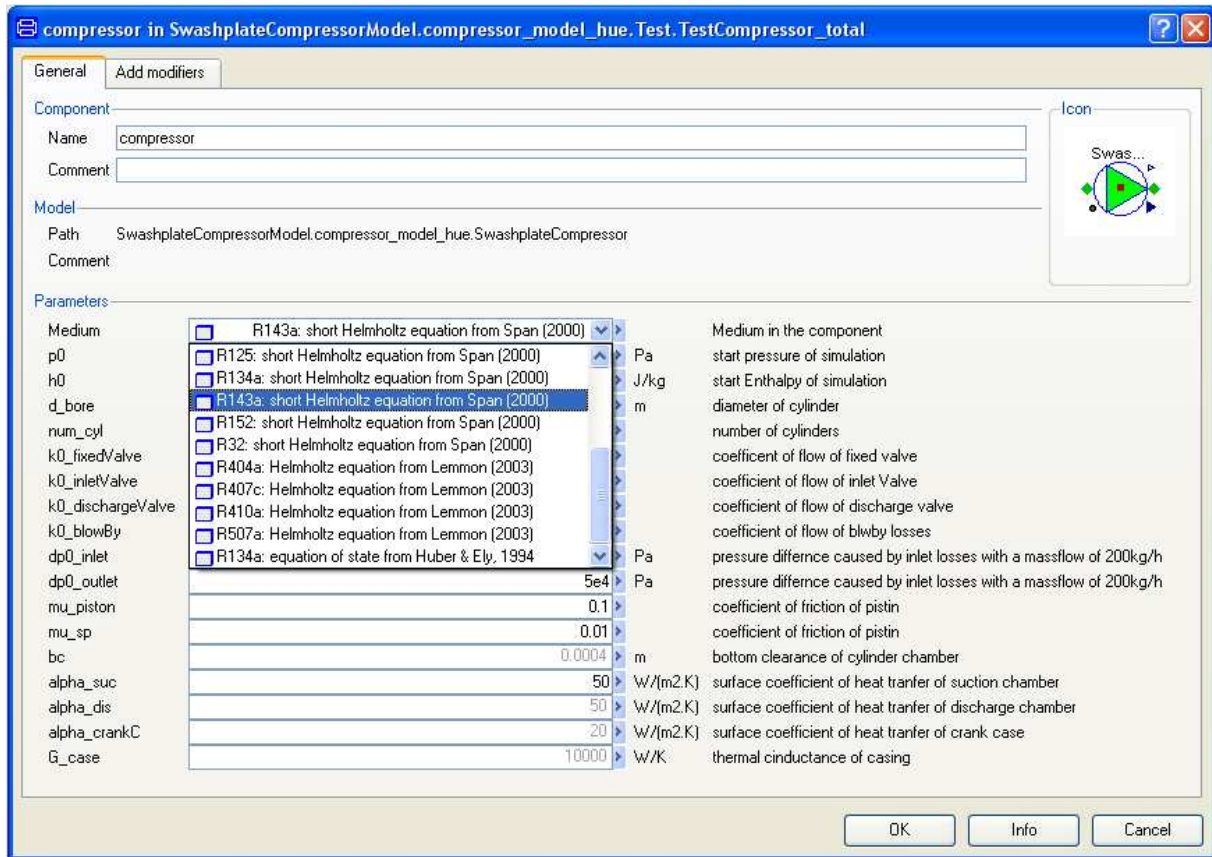 compressor in SwashplateCompressorModel.compressor_model_hue.Test.TestCompressor_total
General Add modifiers
Component
Icon
Name compressor
Swas...
Comment
Model
Path SwashplateCompressorModel.compressor_model_hue.SwashplateCompressor
Comment
Parameters
Medium R143a: short Helmholtz equation from Span (2000) Medium in the component
p0 R125: short Helmholtz equation from Span (2000) Pa start pressure of simulation
h0 R134a: short Helmholtz equation from Span (2000) J/kg start Enthalpy of simulation
d_bore R143a: short Helmholtz equation from Span (2000) m diameter of cylinder
num_cyl R152: short Helmholtz equation from Span (2000) number of cylinders
k0_fixedValve R32: short Helmholtz equation from Span (2000) coefficent of flow of fixed valve
k0_inletValve R404a: Helmholtz equation from Lemmon (2003) coefficient of flow of inlet Valve
k0_dischargeValve R407c: Helmholtz equation from Lemmon (2003) coefficient of flow of discharge valve
k0_blowBy R410a: Helmholtz equation from Lemmon (2003) coefficient of flow of blwby losses
dp0_inlet R507a: Helmholtz equation from Lemmon (2003) Pa pressure differnce caused by inlet losses with a massflow of 200kg/h
R134a: equation of state from Huber & Ely, 1994
dp0_outlet 5e4 Pa pressure differnce caused by inlet losses with a massflow of 200kg/h
mu_piston 0.1 coefficient of friction of pistin
mu_sp 0.01 coefficient of friction of pistin
bc 0.0004 m bottom clearance of cylinder chamber
alpha_suc 50 W/(m2.K) surface coefficient of heat tranfer of suction chamber
alpha_dis 50 W/(m2.K) surface coefficient of heat tranfer of discharge chamber
alpha_crankC 20 W/(m2.K) surface coefficient of heat tranfer of crank case
G_case 10000 W/K thermal cinductance of casing
OK Info Cancel